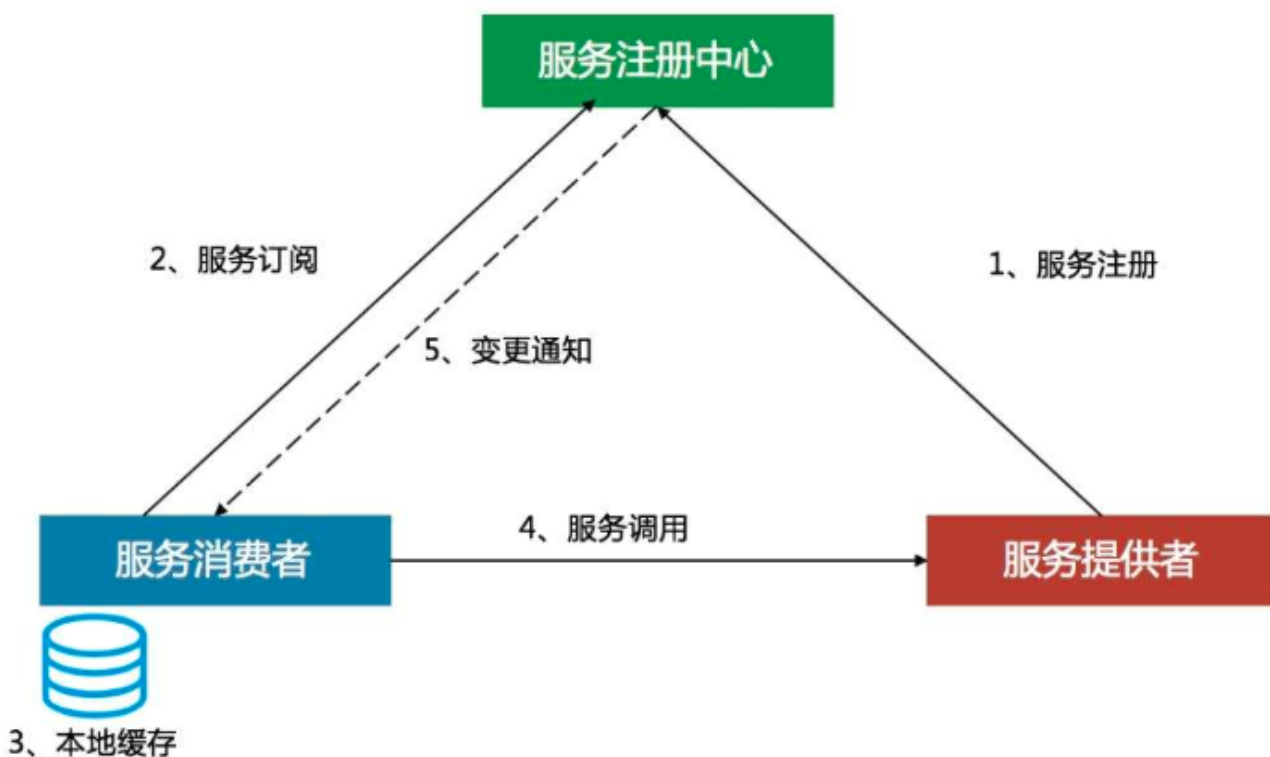 服务注册中心
2、服务订阅
1、服务注册
5、变更通知
4、服务调用
服务消费者
服务提供者
3、本地缓存